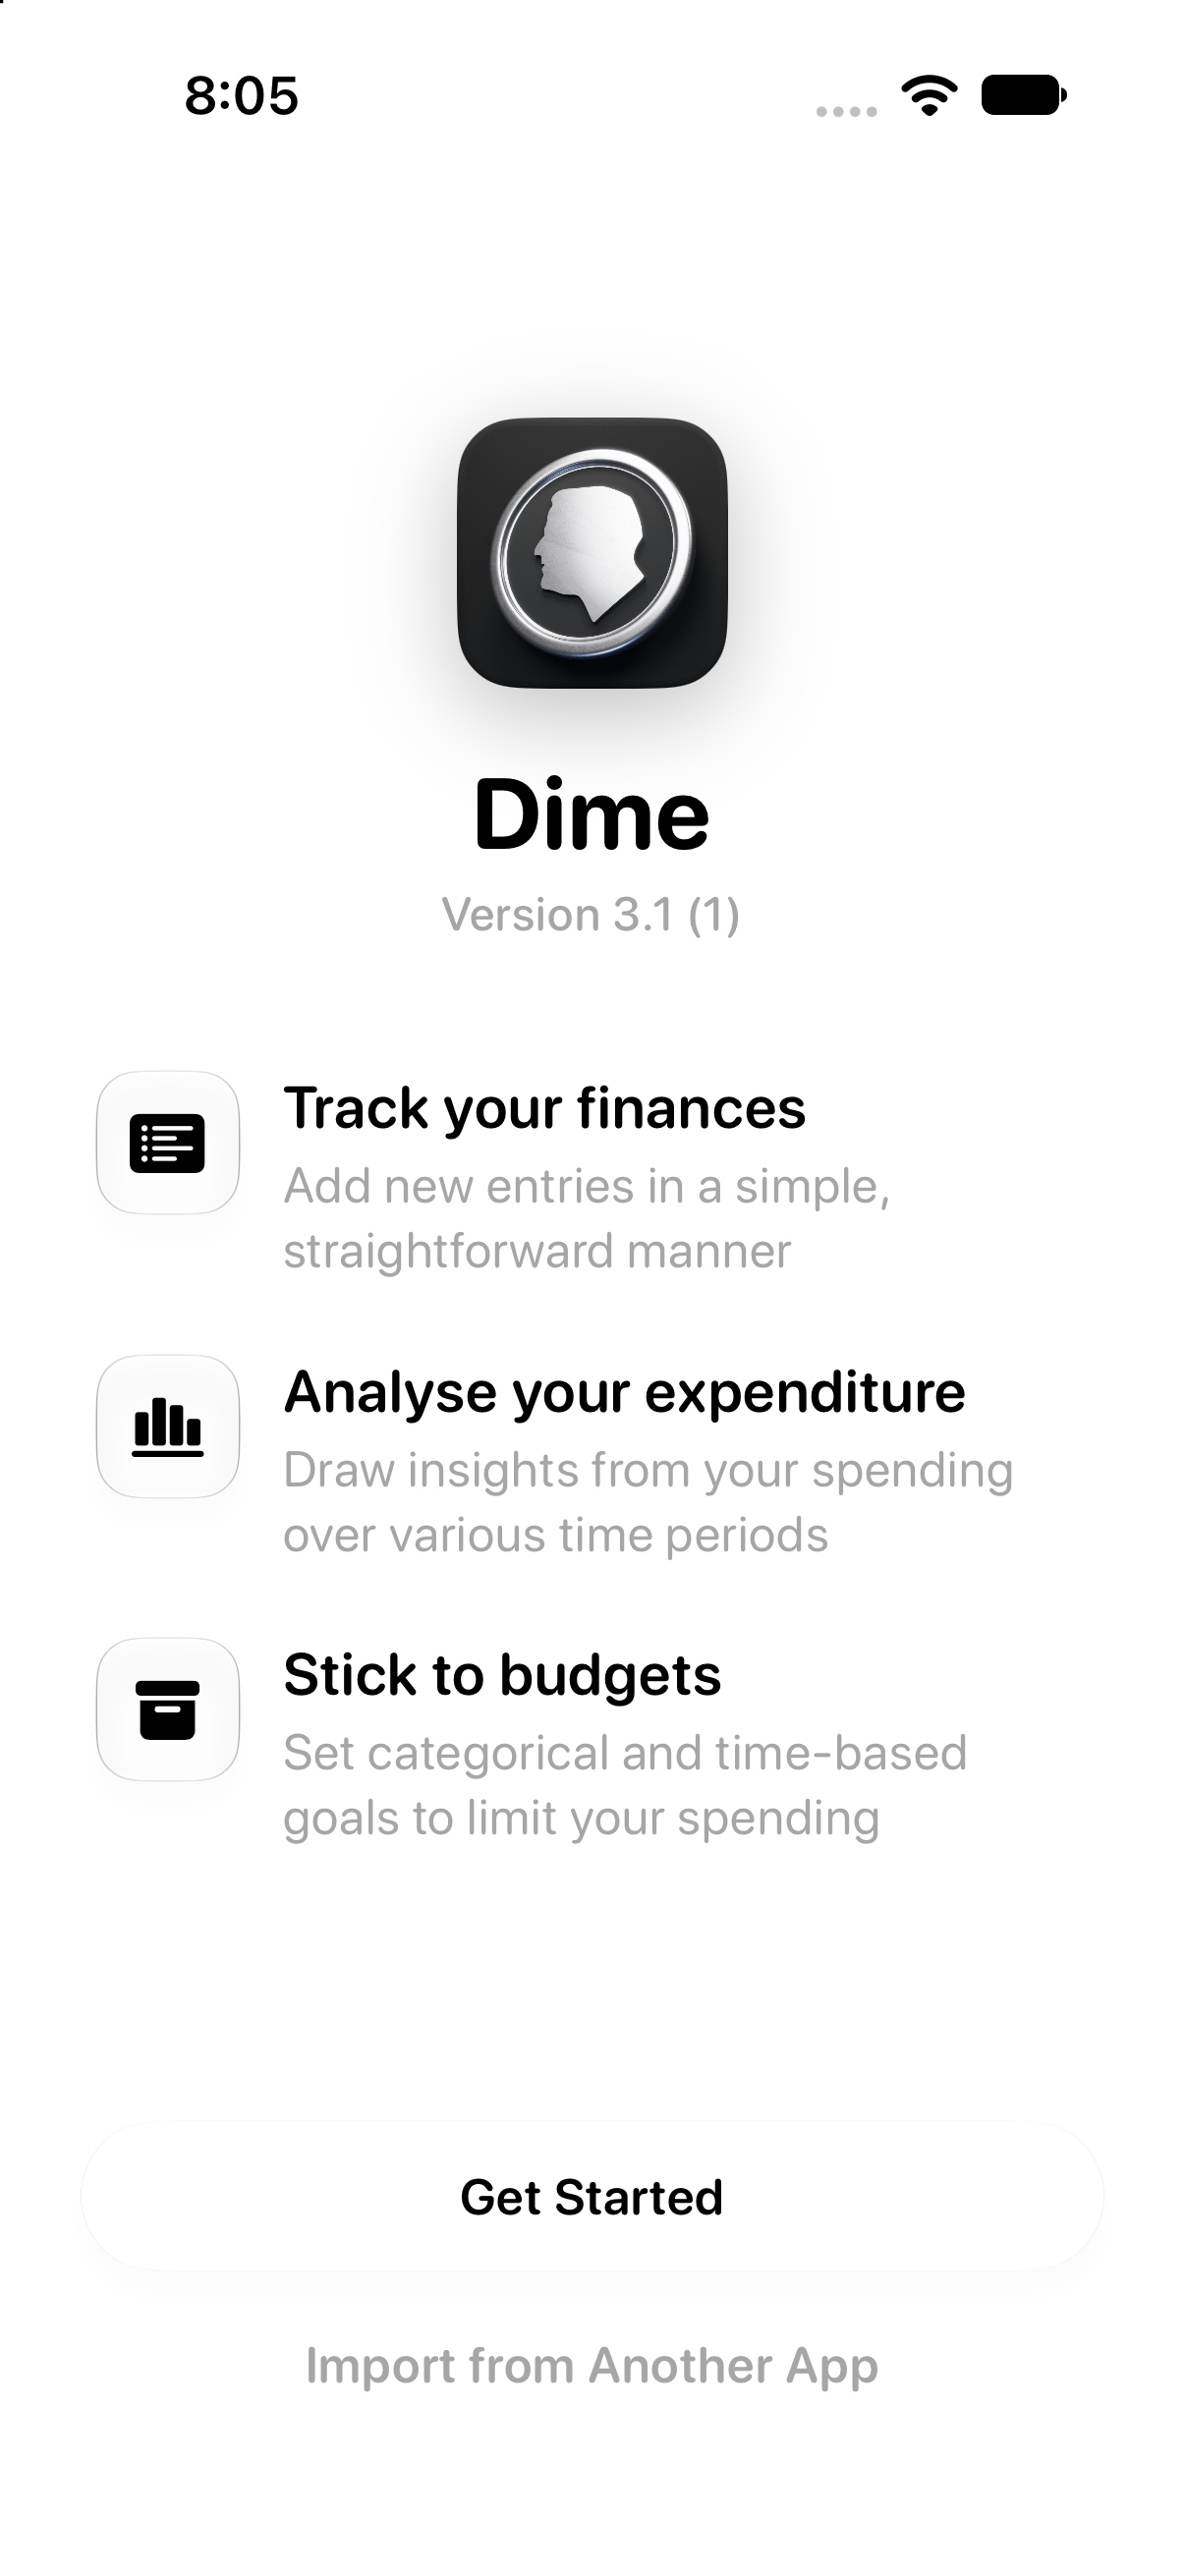 8:05
Dime
Version 3.1 (1)
Track your finances
Add new entries in a simple,
straightforward manner
Analyse your expenditure
Draw insights from your spending
over various time periods
Stick to budgets
Set categorical and time-based
goals to limit your spending
Get Started
Import from Another App